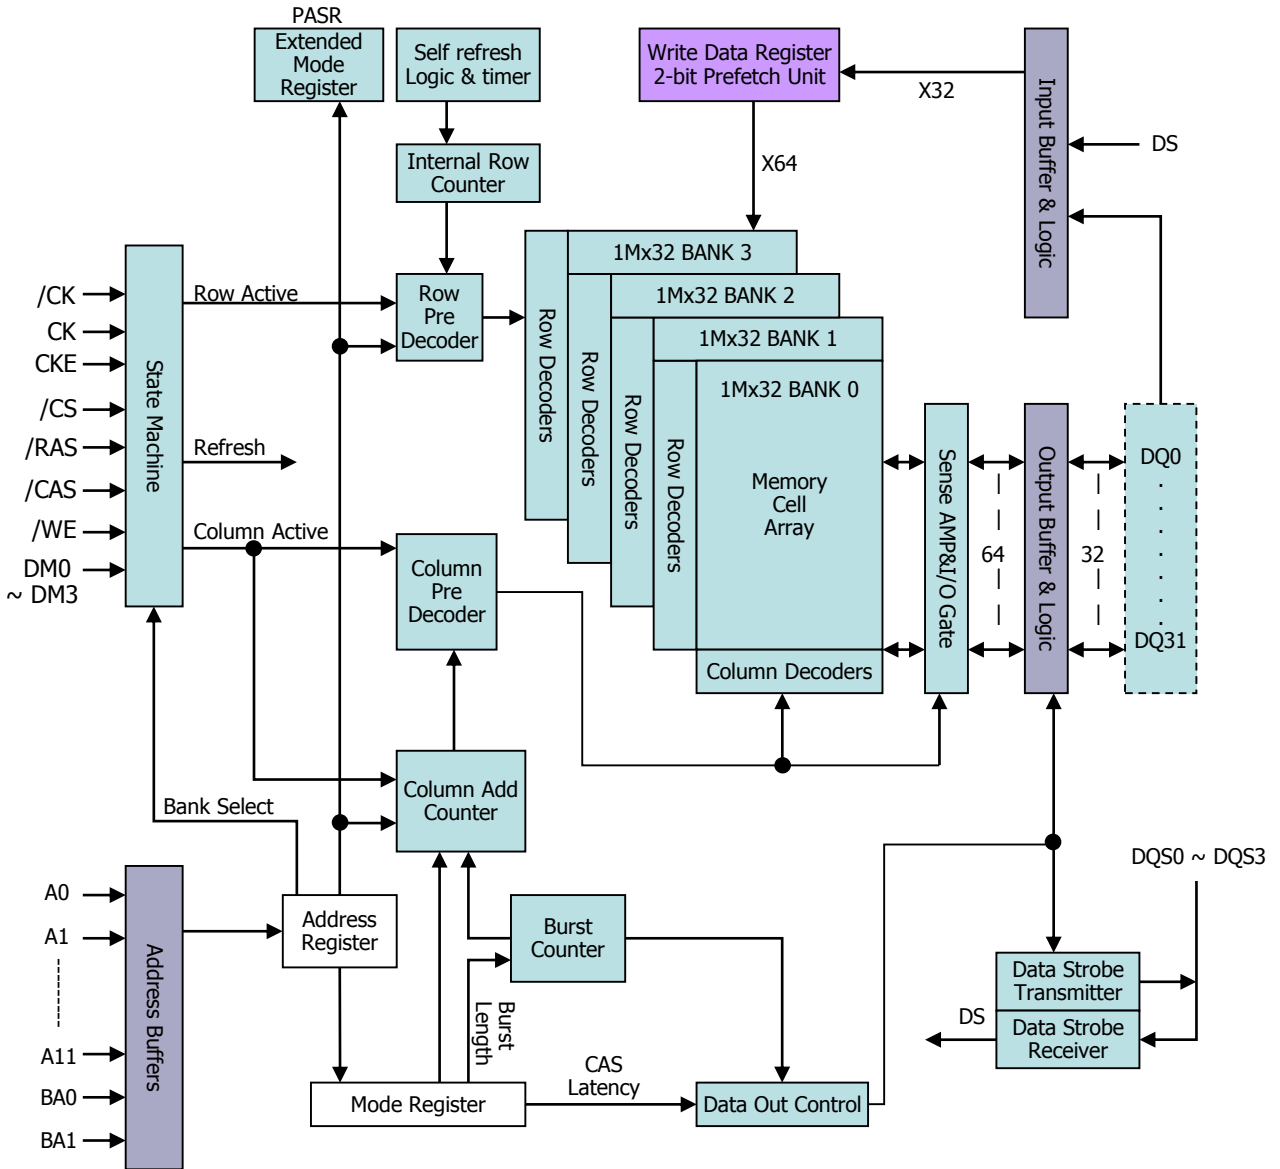 PASR
Extended
Mode
Register
Self refresh
Logic & timer
Write Data Register
2-bit Prefetch Unit
X32
Input Buffer & Logic
DS
Internal Row
Counter
X64
1Mx32 BANK 3
1Mx32 BANK 2
1Mx32 BANK 1
1Mx32 BANK 0
Row Decoders
Row Decoders
Row Decoders
Row Decoders
Memory
Cell
Array
/CK
CK
CKE
/CS
/RAS
/CAS
/WE
DM0
~ DM3
State Machine
Row Active
Refresh
Column Active
Row
Pre
Decoder
Column
Pre
Decoder
Column Decoders
Sense AMP&I/O Gate
64
Output Buffer & Logic
32
DQ0
.
.
.
.
.
.
.
DQ31
Bank Select
Column Add
Counter
A0
A1
A11
BA0
BA1
Address Buffers
Address
Register
Burst
Counter
Burst
Length
Mode Register
CAS
Latency
Data Out Control
DQS0 ~ DQS3
Data Strobe
Transmitter
DS
Data Strobe
Receiver